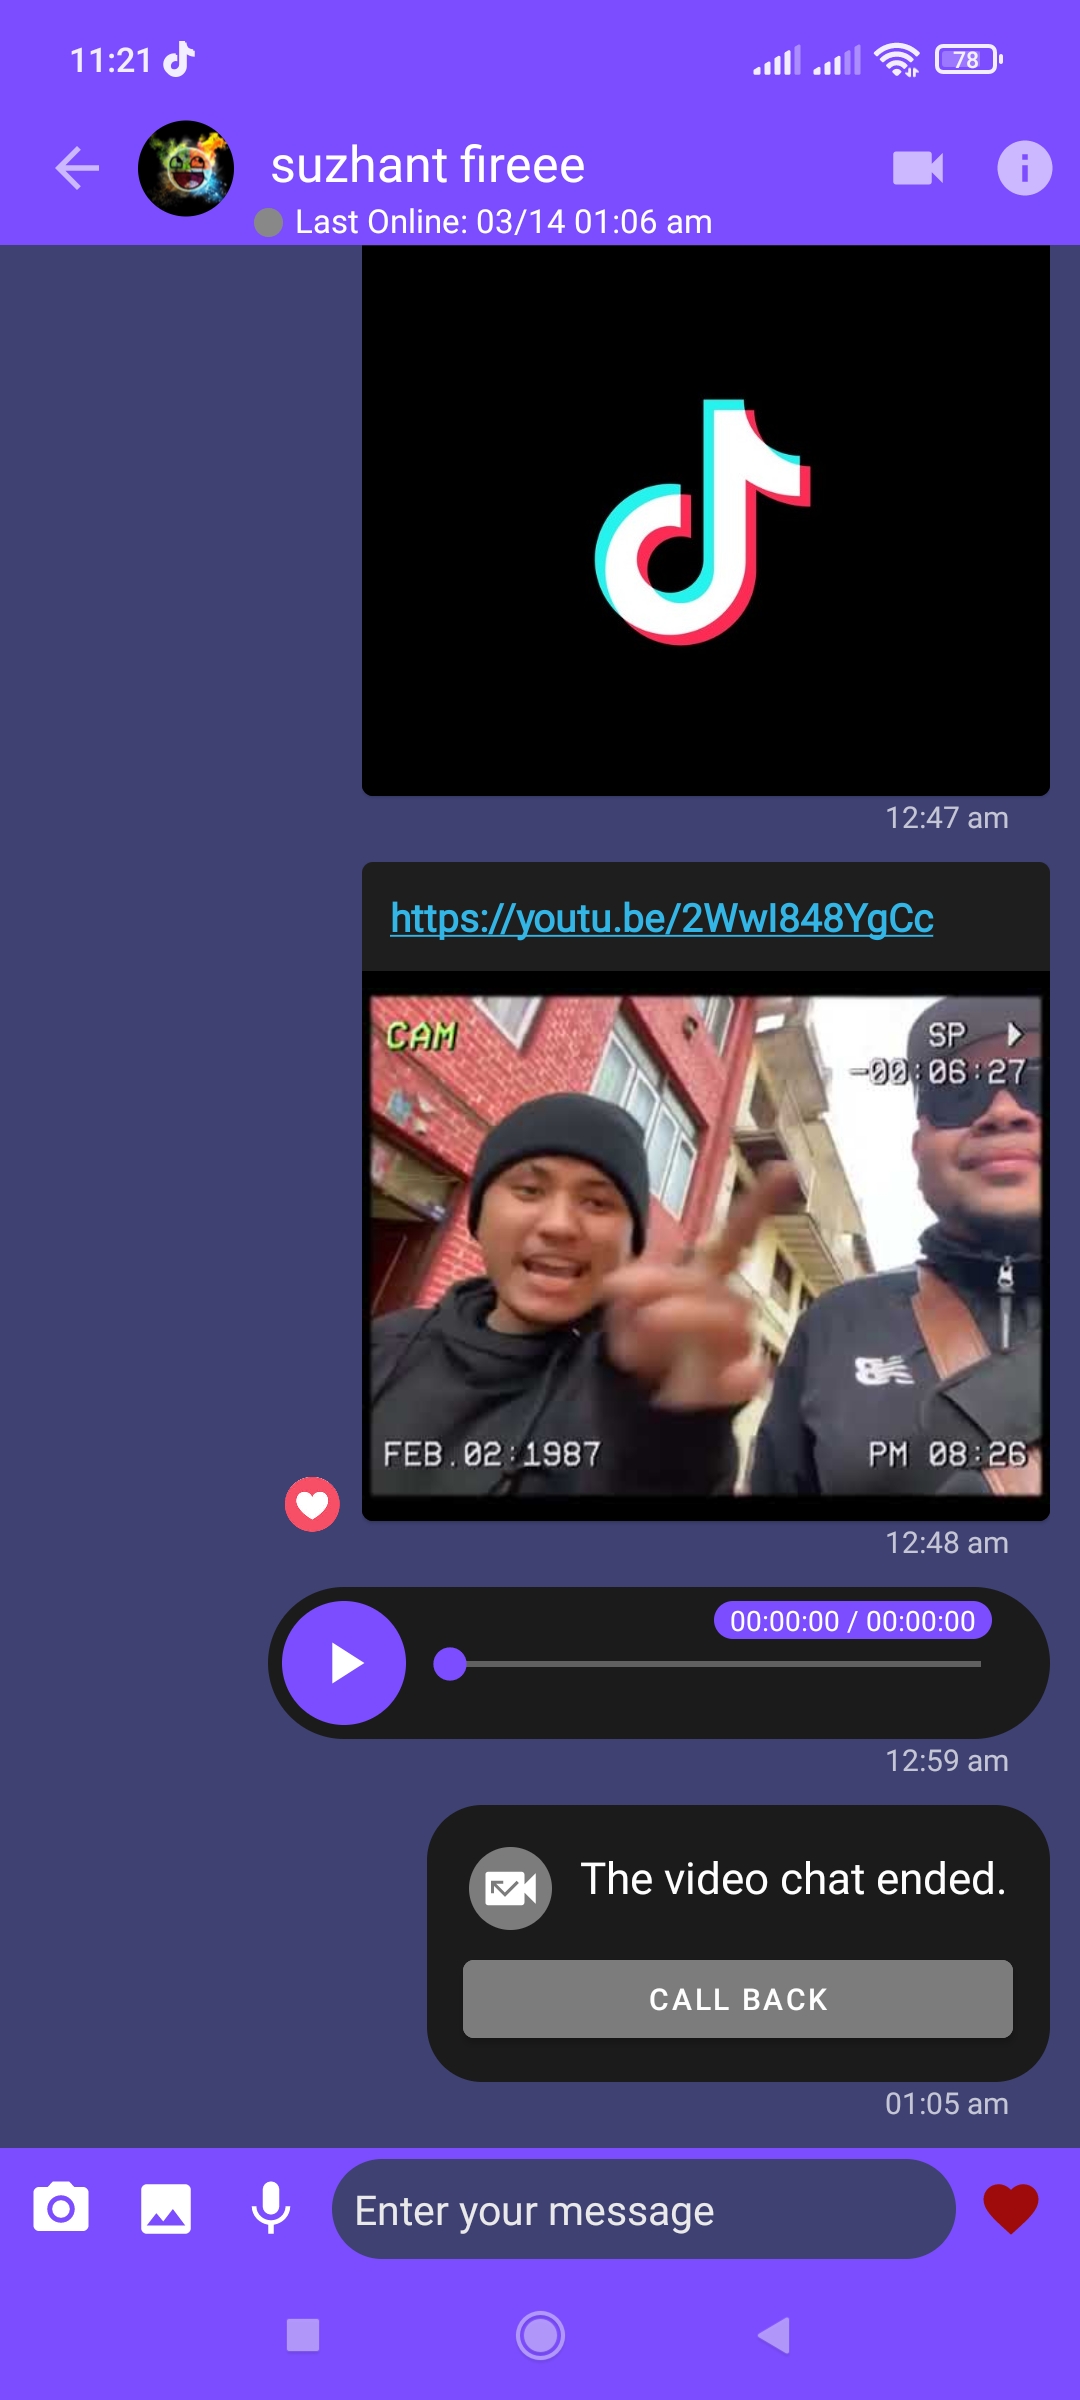 11:21
78
suzhant fireee
Last Online: 03/14 01:06 am
12:47 am
https://youtu.be/2WwI848YgCc
CAM
SP
-00:06:27
FEB.02:1987
PM 08:26
12:48 am
00:00:00 / 00:00:00
12:59 am
The video chat ended.
CALL BACK
01:05 am
Enter your message